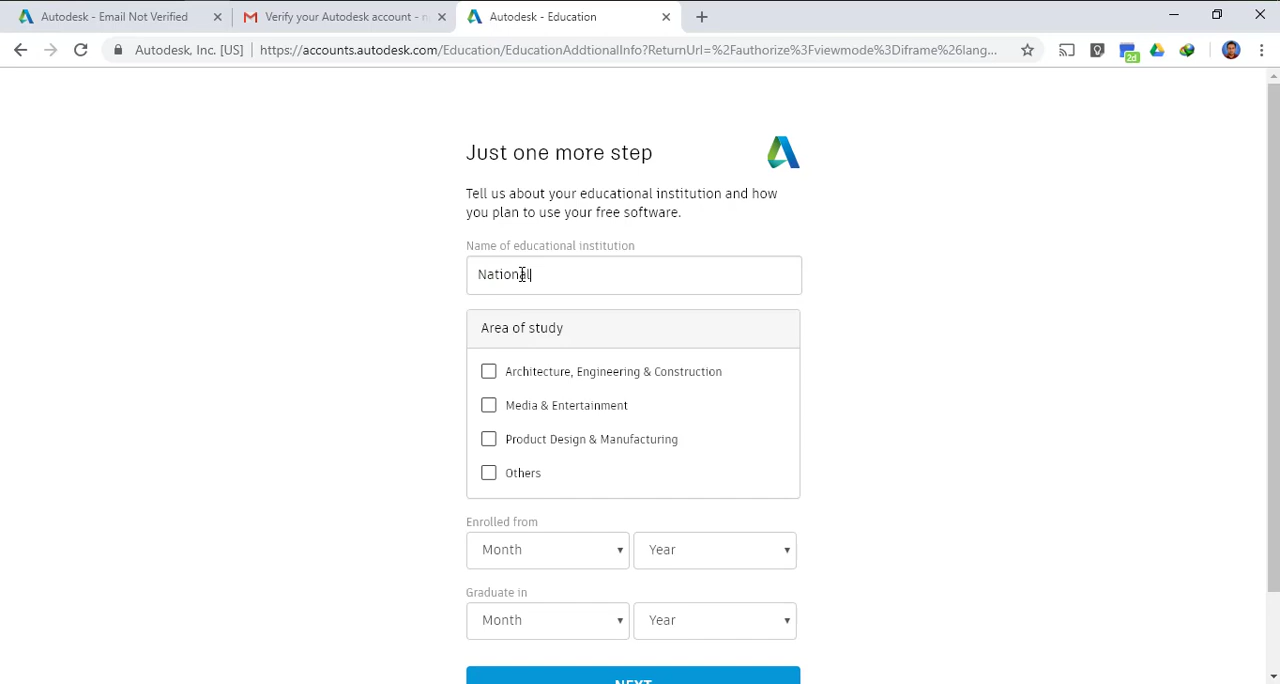 Autodesk - Email Not Verified
Verify your Autodesk account -
Autodesk - Education
Autodesk, Inc. [US]
https://accounts.autodesk.com/Education/EducationAddtionalInfo?ReturnUrl=%2Fauthorize%3Fviewmode%3Diframe%26lang...
2d
Just one more step
Tell us about your educational institution and how
you plan to use your free software.
Name of educational institution
National
Area of study
Architecture, Engineering & Construction
Media & Entertainment
Product Design & Manufacturing
Others
Enrolled from
Month
Year
Graduate in
Month
Year
NEXT